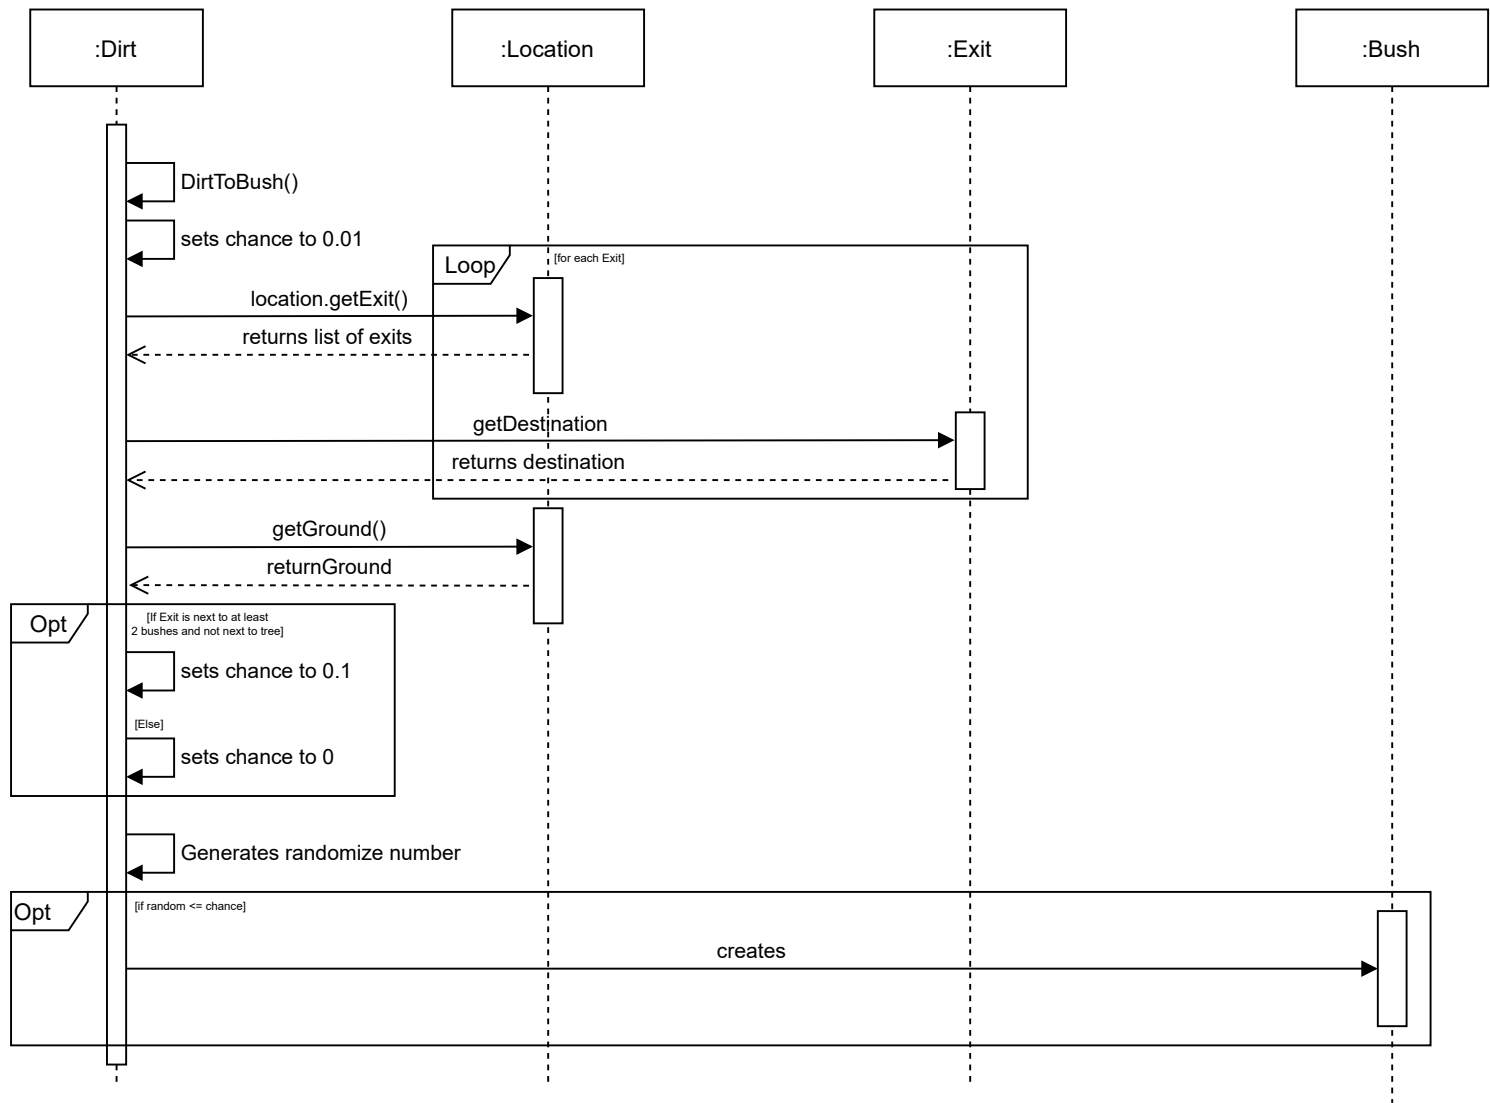 :Dirt
:Location
:Exit
:Bush
DirtToBush()
sets chance to 0.01
Loop
[for each Exit]
location.getExit()
returns list of exits
getDestination
returns destination
getGround()
returnGround
Opt
[If Exit is next to at least
2 bushes and not next to tree]
sets chance to 0.1
[Else]
sets chance to 0
Generates randomize number
Opt
[if random <= chance]
creates